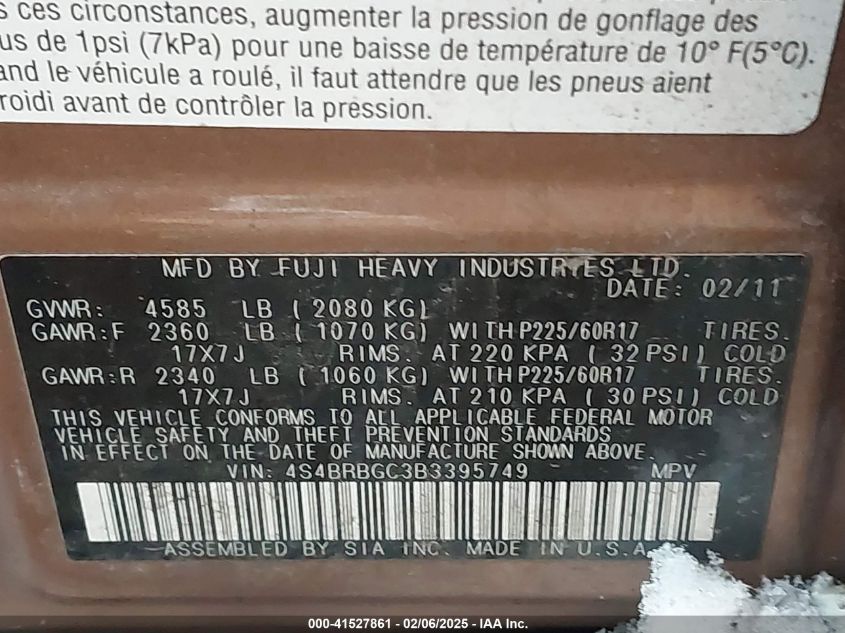 s ces circonstances, augmenter la pression de gonflage des
us de 1psi (7kPa) pour une baisse de température de 10° F(5°C).
and le véhicule a roulé, il faut attendre que les pneus aient
roidi avant de contrôler la pression.
MFD BY FUJI HEAVY INDUSTRIES LTD.
DATE: 02/11
GVWR: 4585 LB ( 2080 KG)
GAWR:F 2360 LB ( 1070 KG) WITH P225/60R17 TIRES.
17X7J RIMS. AT 220 KPA ( 32 PSI) COLD
GAWR:R 2340 LB ( 1060 KG) WITH P225/60R17 TIRES.
17X7J RIMS. AT 210 KPA ( 30 PSI) COLD
THIS VEHICLE CONFORMS TO ALL APPLICABLE FEDERAL MOTOR
VEHICLE SAFETY AND THEFT PREVENTION STANDARDS
IN EFFECT ON THE DATE OF MANUFACTURE SHOWN ABOVE.
VIN: 4S4BRBGC3B3395749 MPV
ASSEMBLED BY SIA INC. MADE IN U.S.A
000-41527861 - 02/06/2025 - IAA Inc.